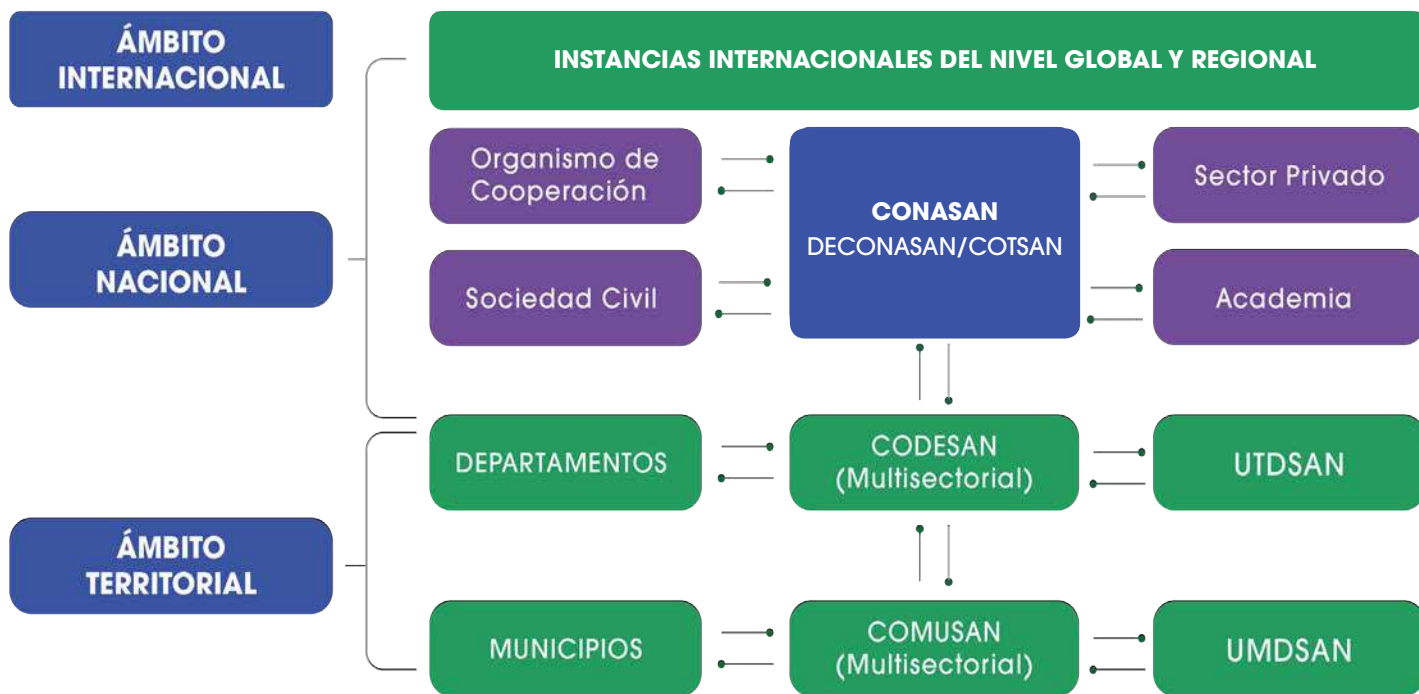 ÁMBITO
INTERNACIONAL
INSTANCIAS INTERNACIONALES DEL NIVEL GLOBAL Y REGIONAL
ÁMBITO
NACIONAL
Organismo de
Cooperación
CONASAN
DECONASAN/COTSAN
Sector Privado
Sociedad Civil
Academia
ÁMBITO
TERRITORIAL
DEPARTAMENTOS
CODESAN
(Multisectorial)
UTDSAN
MUNICIPIOS
COMUSAN
(Multisectorial)
UMDSAN